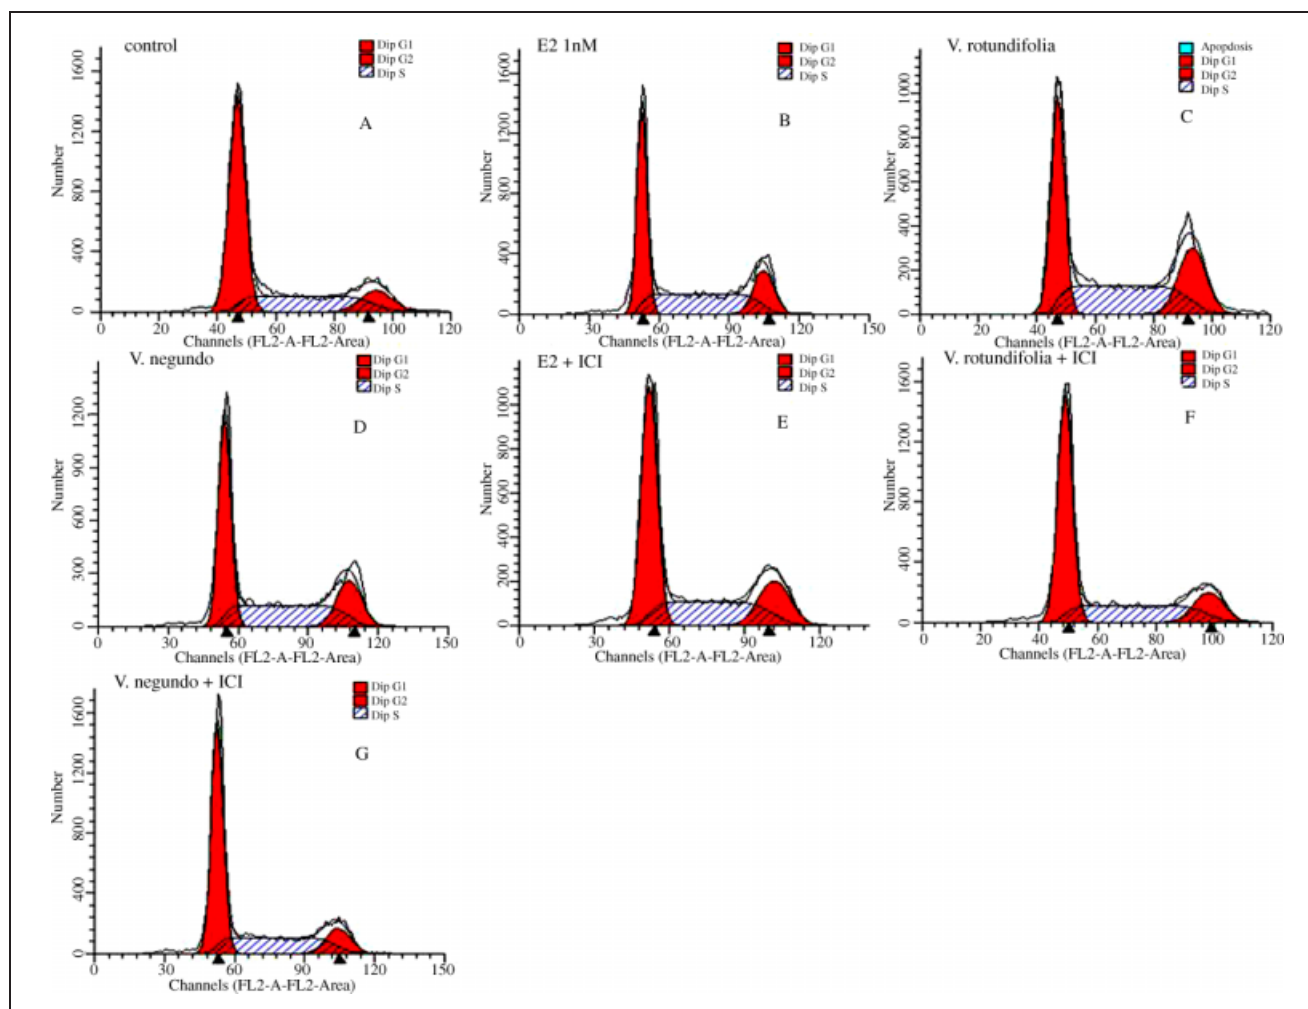 control
Dip G1
Dip G2
Dip S
A
Number
1600
1200
800
400
0
0 20 40 60 80 100 120
Channels (FL2-A-FL2-Area)
E2 1nM
Dip G1
Dip G2
Dip S
B
Number
1600
1200
800
400
0
0 30 60 90 120 150
Channels (FL2-A-FL2-Area)
V. rotundifolia
Apopdosis
Dip G1
Dip G2
Dip S
C
Number
1000
800
600
400
200
0
0 20 40 60 80 100 120
Channels (FL2-A-FL2-Area)
V. negundo
Dip G1
Dip G2
Dip S
D
Number
1200
900
600
300
0
0 30 60 90 120 150
Channels (FL2-A-FL2-Area)
E2 + ICI
Dip G1
Dip G2
Dip S
E
Number
1000
800
600
400
200
0
0 30 60 90 120
Channels (FL2-A-FL2-Area)
V. rotundifolia + ICI
Dip G1
Dip G2
Dip S
F
Number
1600
1200
800
400
0
0 20 40 60 80 100 120
Channels (FL2-A-FL2-Area)
V. negundo + ICI
Dip G1
Dip G2
Dip S
G
Number
1600
1200
800
400
0
0 30 60 90 120 150
Channels (FL2-A-FL2-Area)